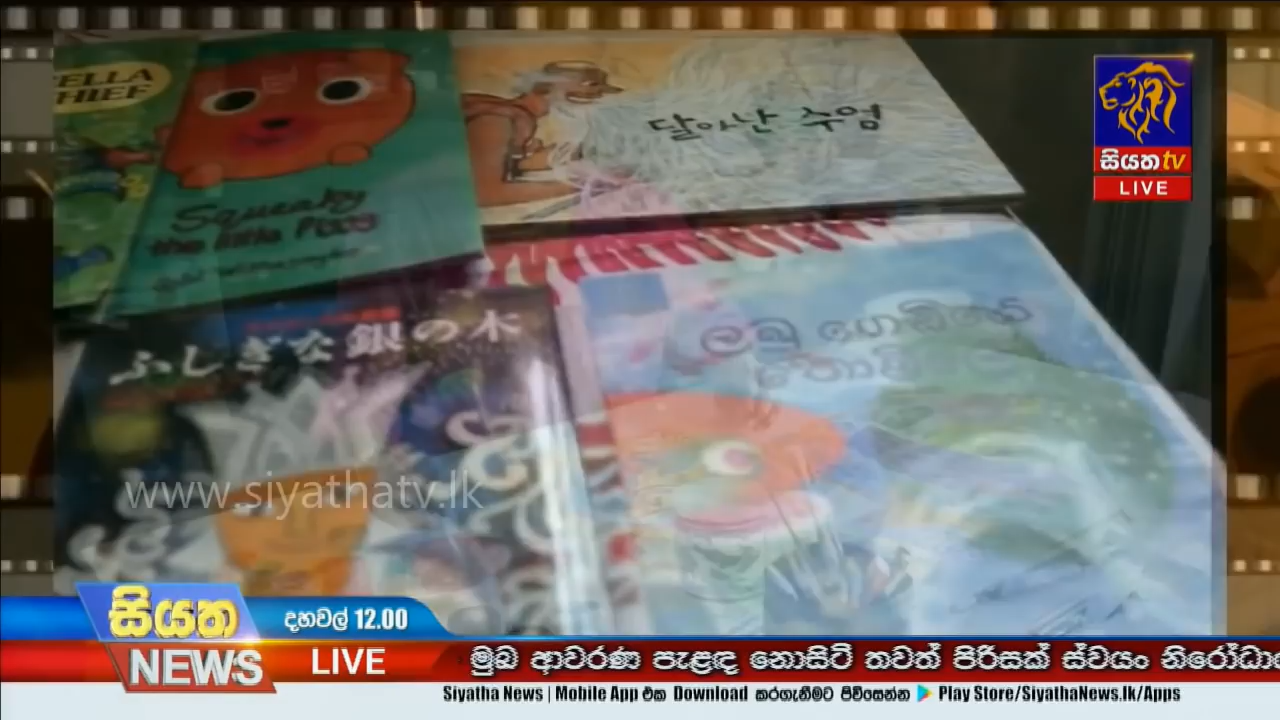 ELLA
HIEF
Squeaky
the little
달아난 수염
සියත tv
LIVE
ふしぎな銀の木
ලබු ගෙඩියේ
www.siyathatv.lk
සියත
දහවල් 12.00
NEWS
LIVE
මුඛ ආවරණ පැළඳ නොසිටි තවත් පිරිසක් ස්වයං නිරෝධා
Siyatha News | Mobile App එක Download කරගැනීමට පිවිසෙන්න Play Store/SiyathaNews.lk/Apps